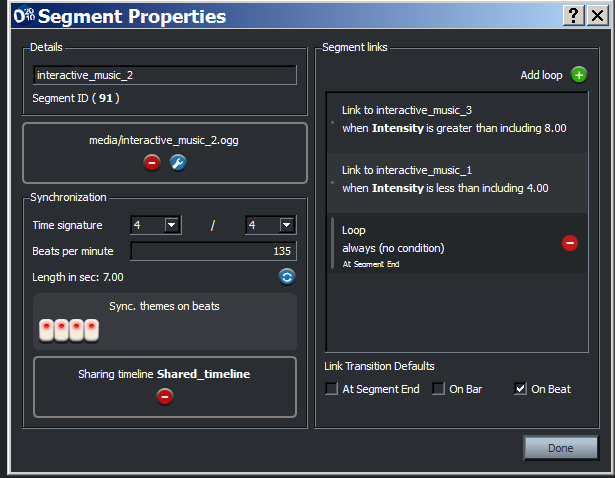 Segment Properties
Details
interactive_music_2
Segment ID ( 91 )
media/interactive_music_2.ogg
Synchronization
Time signature 4 / 4
Beats per minute 135
Length in sec: 7.00
Sync. themes on beats
Sharing timeline Shared_timeline
Segment links
Add loop
Link to interactive_music_3
when Intensity is greater than including 8.00
Link to interactive_music_1
when Intensity is less than including 4.00
Loop
always (no condition)
At Segment End
Link Transition Defaults
At Segment End On Bar On Beat
Done